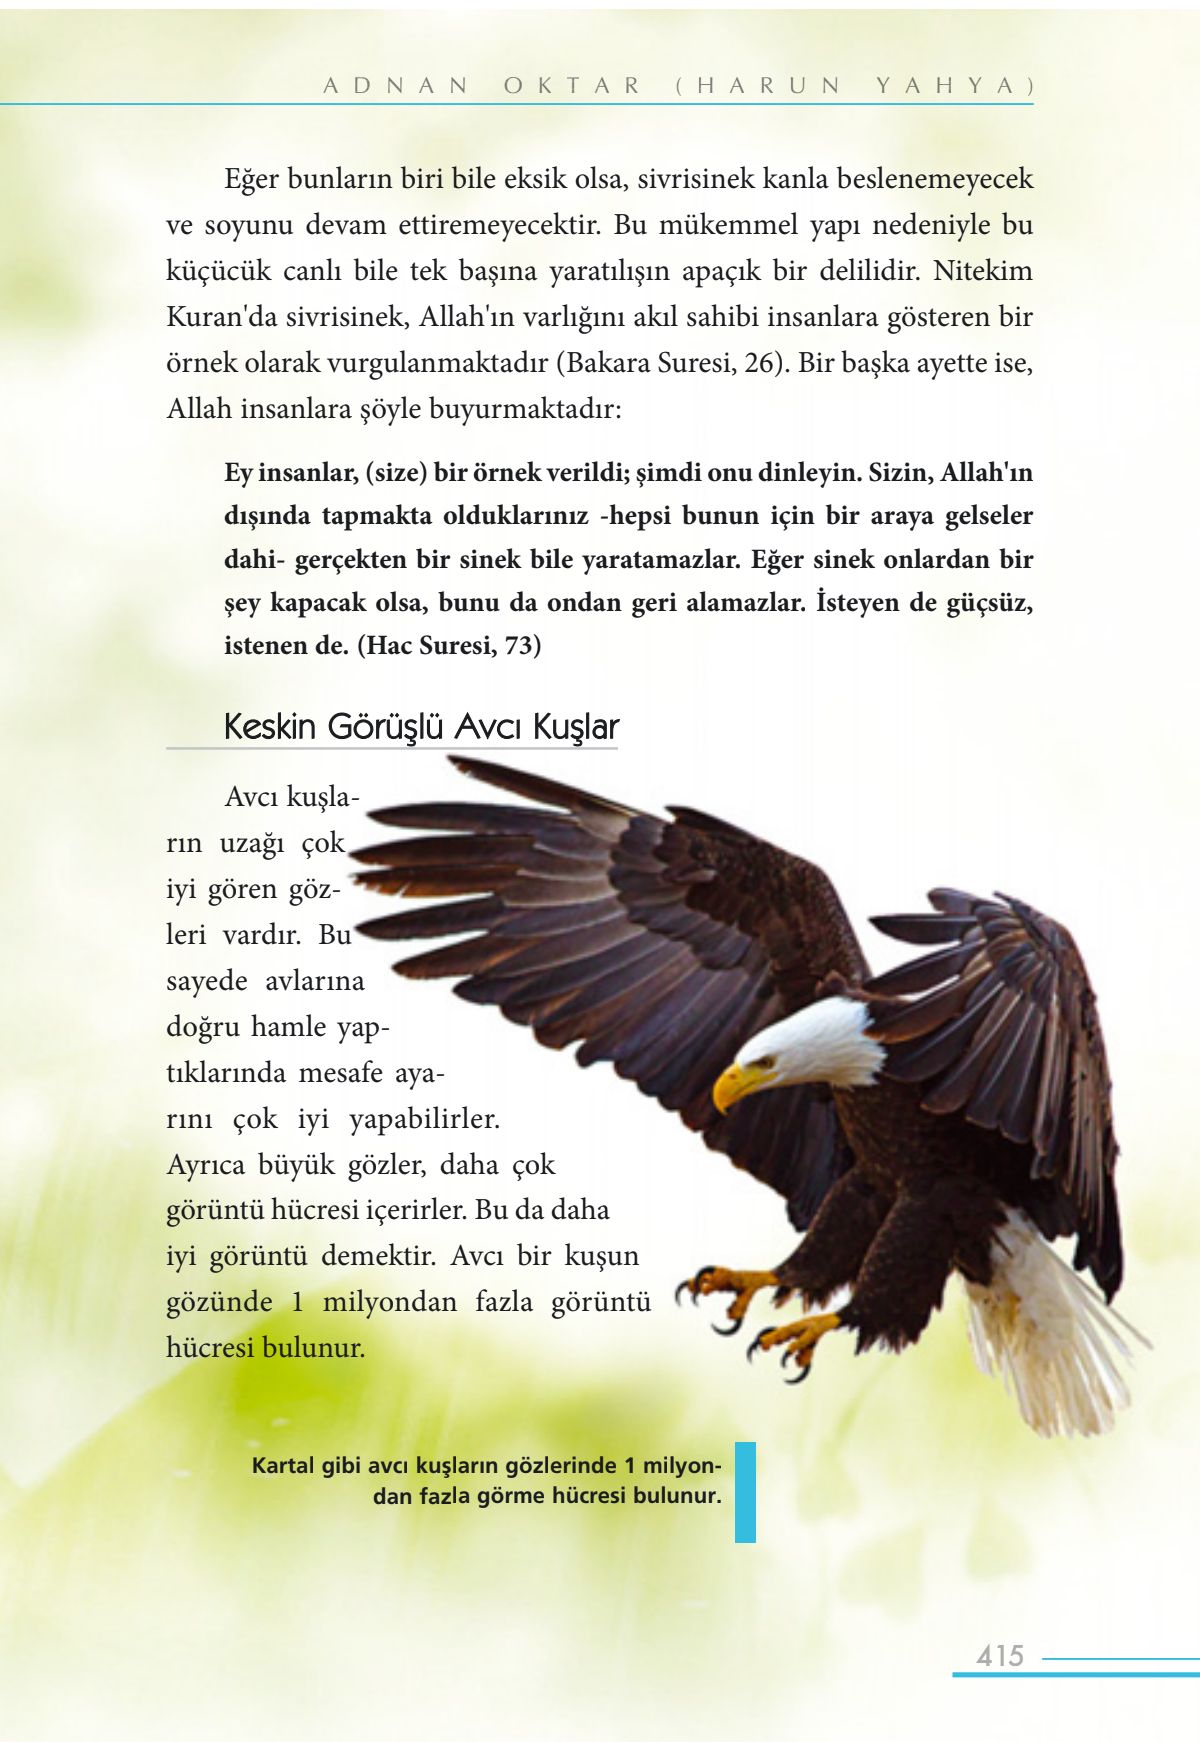 ADNAN OKTAR (HARUN YAHYA)
Eğer bunların biri bile eksik olsa, sivrisinek kanla beslenemeyecek
ve soyunu devam ettiremeyecektir. Bu mükemmel yapı nedeniyle bu
küçücük canlı bile tek başına yaratılışın apaçık bir delilidir. Nitekim
Kuran'da sivrisinek, Allah'ın varlığını akıl sahibi insanlara gösteren bir
örnek olarak vurgulanmaktadır (Bakara Suresi, 26). Bir başka ayette ise,
Allah insanlara şöyle buyurmaktadır:
Ey insanlar, (size) bir örnek verildi; şimdi onu dinleyin. Sizin, Allah'ın
dışında tapmakta olduklarınız -hepsi bunun için bir araya gelseler
dahi- gerçekten bir sinek bile yaratamazlar. Eğer sinek onlardan bir
şey kapacak olsa, bunu da ondan geri alamazlar. İsteyen de güçsüz,
istenen de. (Hac Suresi, 73)
Keskin Görüşlü Avcı Kuşlar
Avcı kuşla-
rın uzağı çok
iyi gören göz-
leri vardır. Bu
sayede avlarına
doğru hamle yap-
tıklarında mesafe aya-
rını çok iyi yapabilirler.
Ayrıca büyük gözler, daha çok
görüntü hücresi içerirler. Bu da daha
iyi görüntü demektir. Avcı bir kuşun
gözünde 1 milyondan fazla görüntü
hücresi bulunur.
Kartal gibi avcı kuşların gözlerinde 1 milyon-
dan fazla görme hücresi bulunur.
415